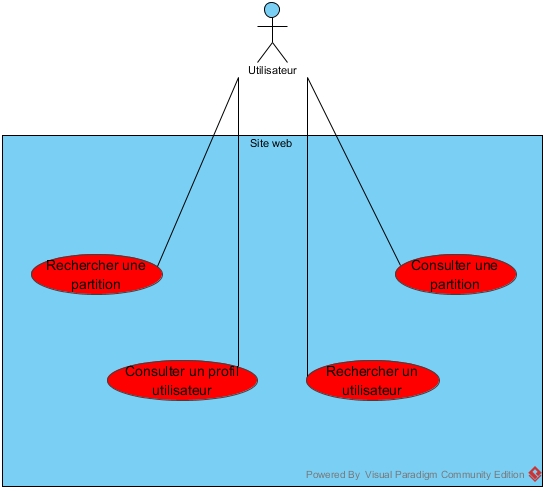 Utilisateur
Site web
Rechercher une
partition
Consulter une
partition
Consulter un profil
utilisateur
Rechercher un
utilisateur
Powered By Visual Paradigm Community Edition